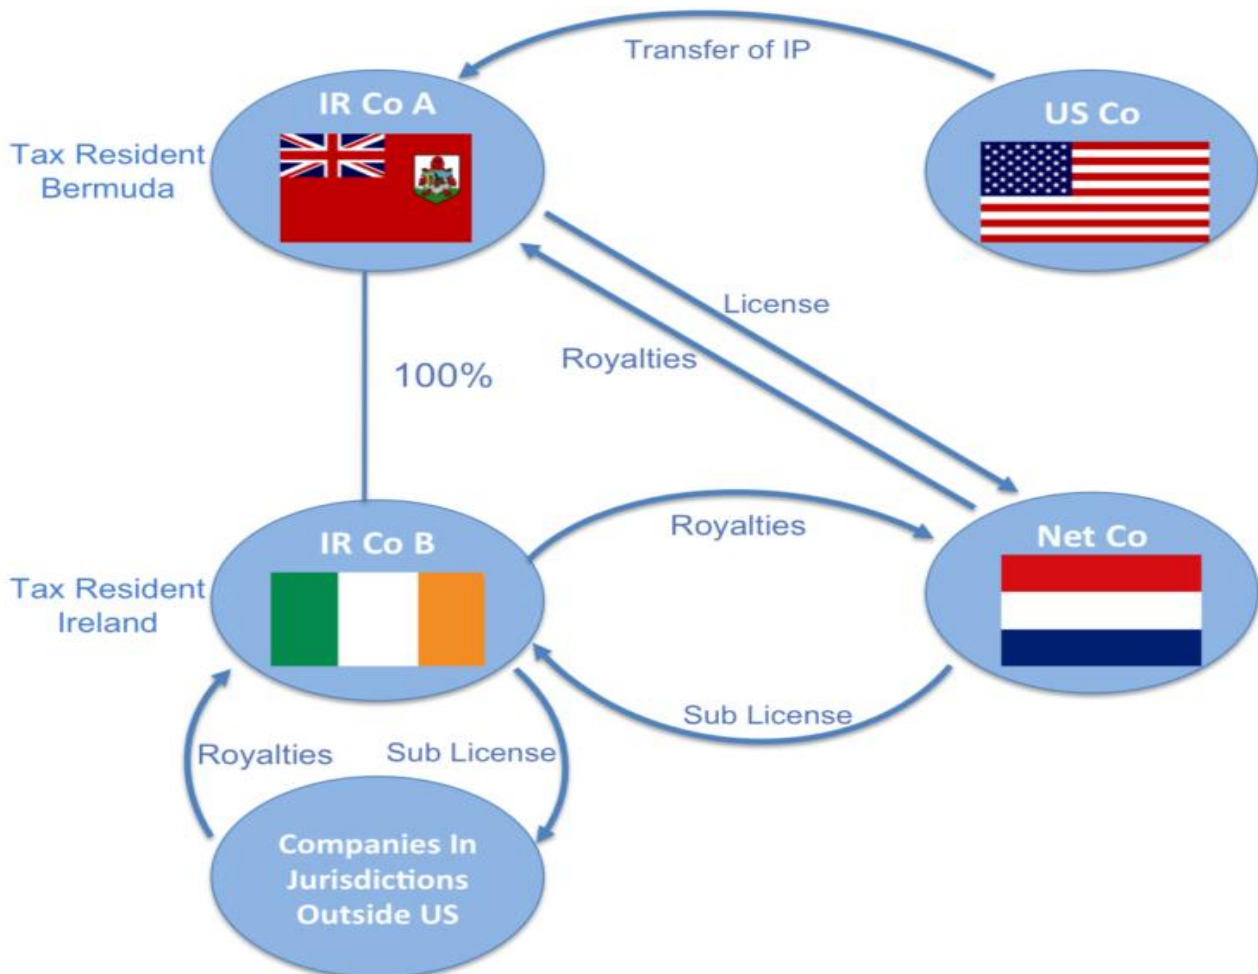 Transfer of IP
IR Co A
US Co
Tax Resident
Bermuda
License
Royalties
100%
Royalties
IR Co B
Net Co
Tax Resident
Ireland
Sub License
Royalties
Sub License
Companies In
Jurisdictions
Outside US